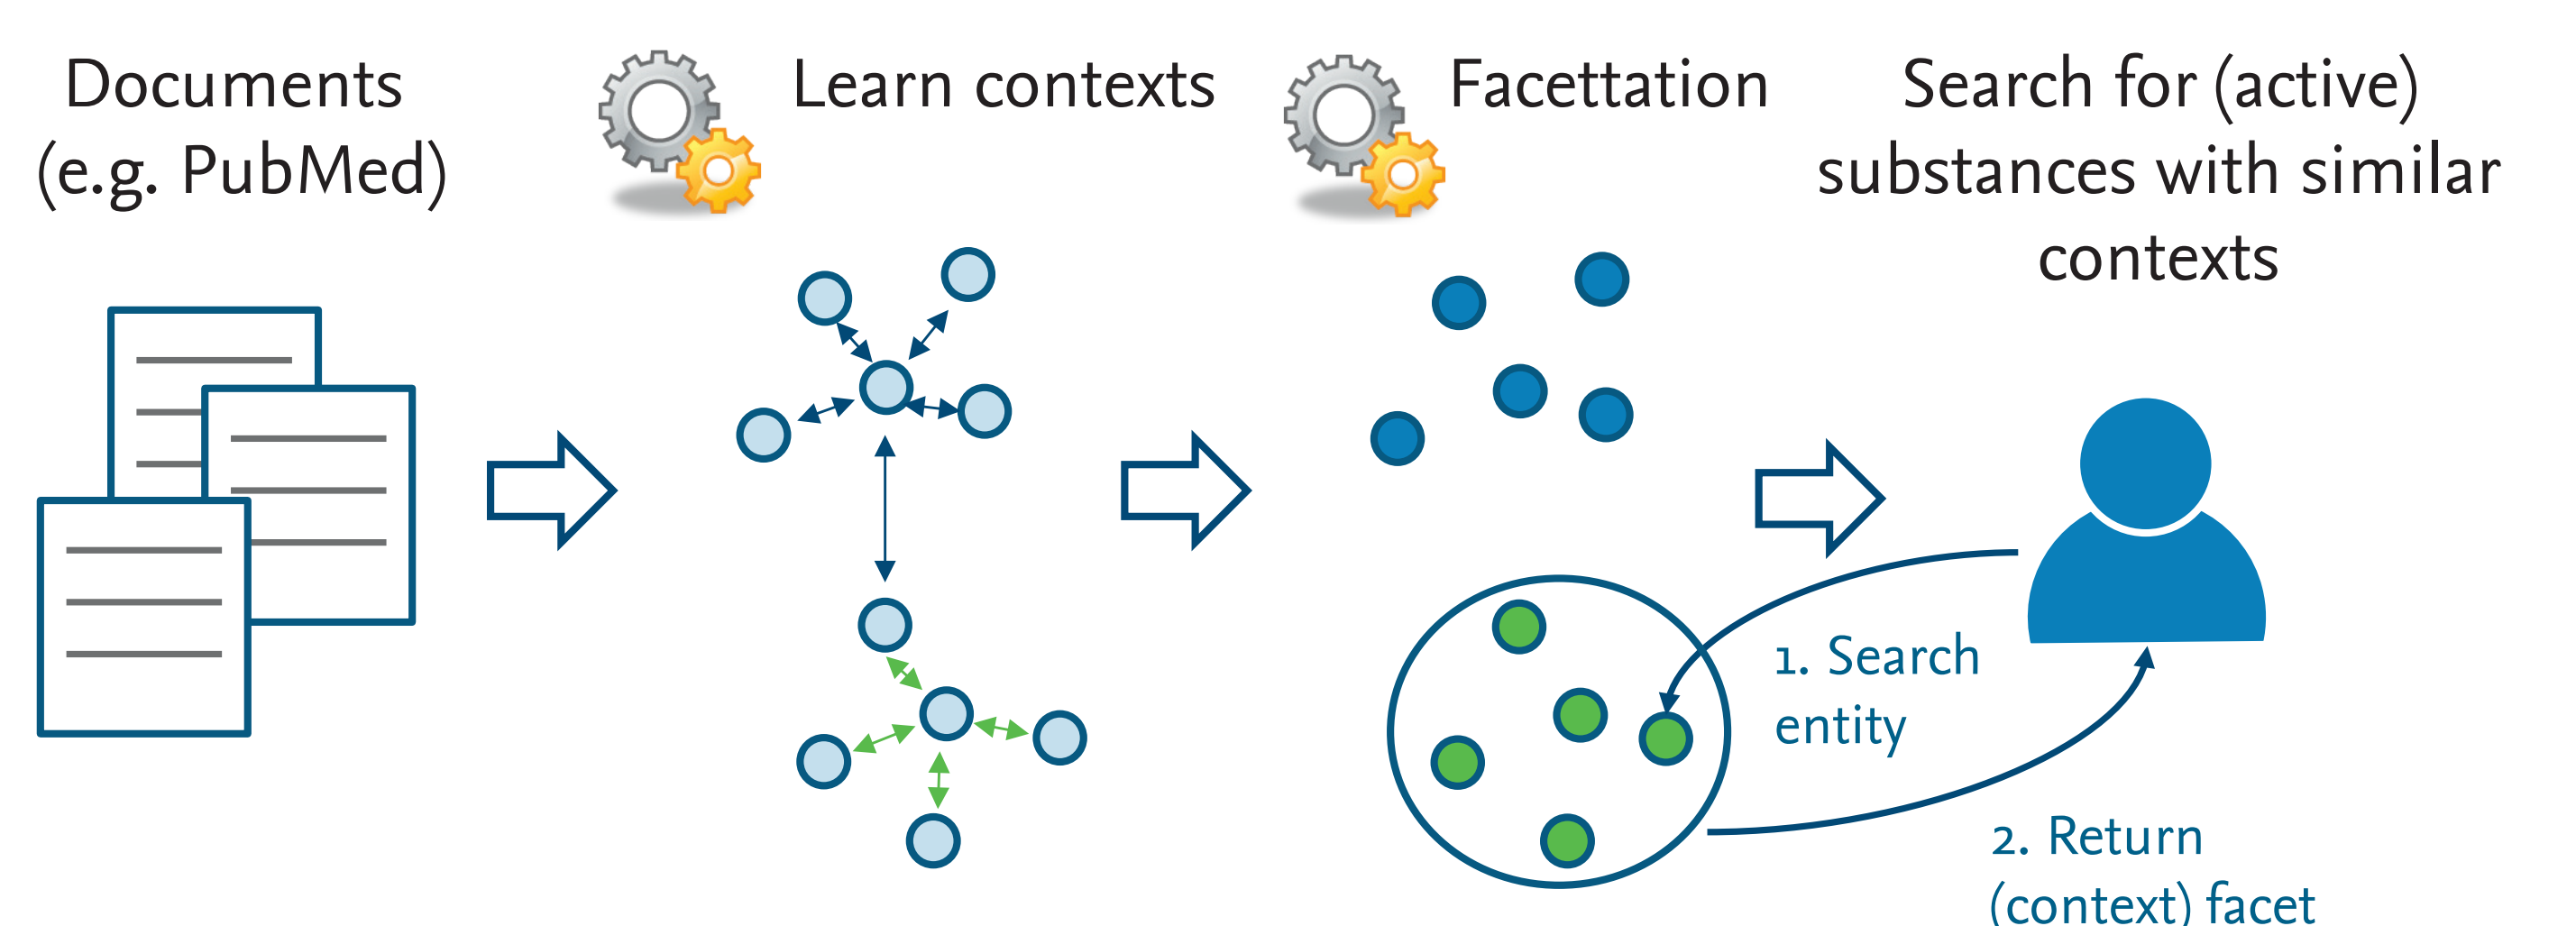 Documents
(e.g. PubMed)
Learn contexts
Facettation
Search for (active)
substances with similar
contexts
1. Search
entity
2. Return
(context) facet